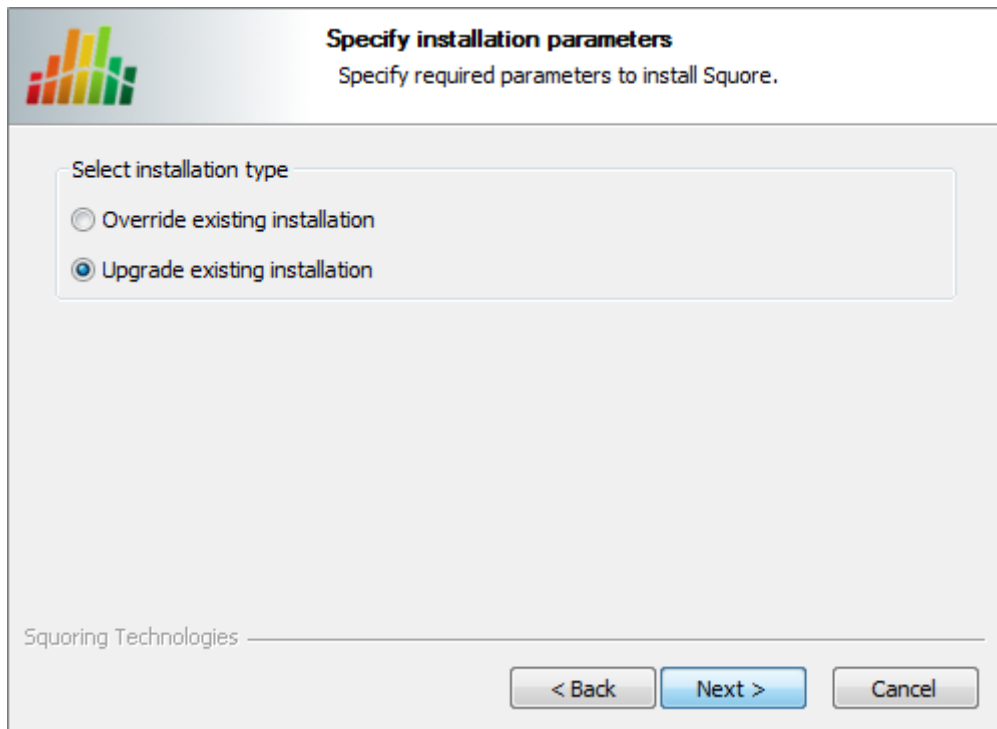 Specify installation parameters
Specify required parameters to install Squore.
Select installation type
Override existing installation
Upgrade existing installation
Squoring Technologies
< Back Next > Cancel